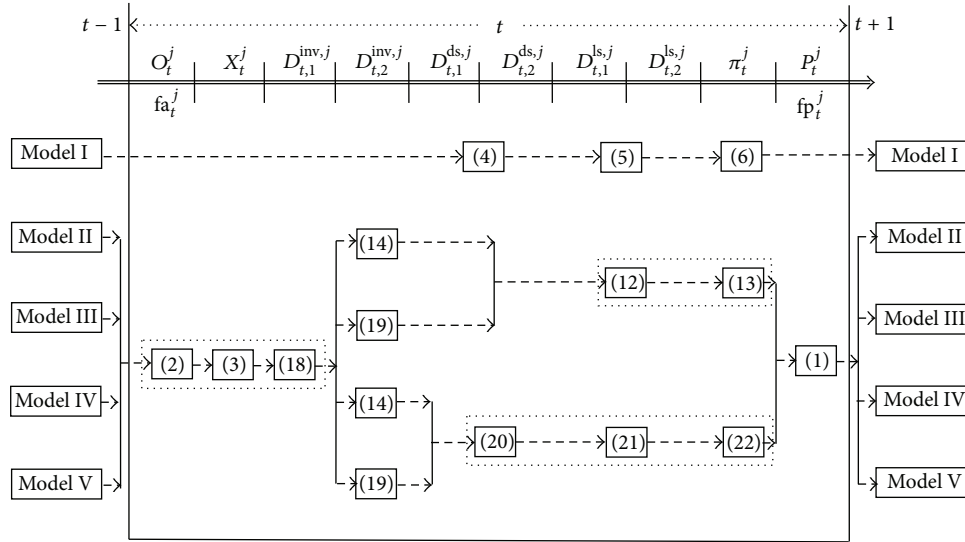 t − 1 t t + 1
O_t^j X_t^j D_{t,1}^{inv,j} D_{t,2}^{inv,j} D_{t,1}^{ds,j} D_{t,2}^{ds,j} D_{t,1}^{ls,j} D_{t,2}^{ls,j} π_t^j P_t^j
fa_t^j fp_t^j
Model I (4) (5) (6) Model I
Model II (14) Model II
(12) (13)
Model III (19) Model III
(2) (3) (18) (1)
Model IV (14) Model IV
(20) (21) (22)
Model V (19) Model V